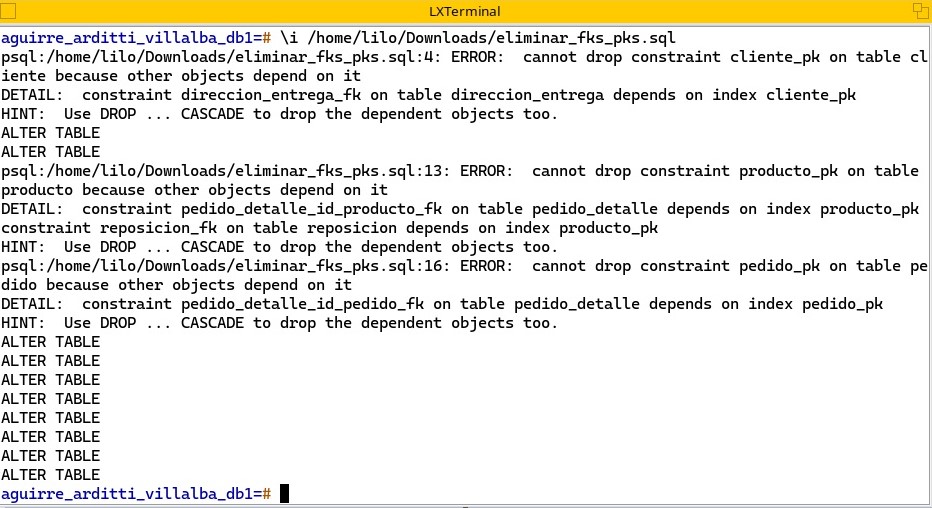 LXTerminal
aguirre_arditti_villalba_db1=# \i /home/lilo/Downloads/eliminar_fks_pks.sql
psql:/home/lilo/Downloads/eliminar_fks_pks.sql:4: ERROR:  cannot drop constraint cliente_pk on table cl
iente because other objects depend on it
DETAIL:  constraint direccion_entrega_fk on table direccion_entrega depends on index cliente_pk
HINT:  Use DROP ... CASCADE to drop the dependent objects too.
ALTER TABLE
ALTER TABLE
psql:/home/lilo/Downloads/eliminar_fks_pks.sql:13: ERROR:  cannot drop constraint producto_pk on table
producto because other objects depend on it
DETAIL:  constraint pedido_detalle_id_producto_fk on table pedido_detalle depends on index producto_pk
constraint reposicion_fk on table reposicion depends on index producto_pk
HINT:  Use DROP ... CASCADE to drop the dependent objects too.
psql:/home/lilo/Downloads/eliminar_fks_pks.sql:16: ERROR:  cannot drop constraint pedido_pk on table pe
dido because other objects depend on it
DETAIL:  constraint pedido_detalle_id_pedido_fk on table pedido_detalle depends on index pedido_pk
HINT:  Use DROP ... CASCADE to drop the dependent objects too.
ALTER TABLE
ALTER TABLE
ALTER TABLE
ALTER TABLE
ALTER TABLE
ALTER TABLE
ALTER TABLE
ALTER TABLE
aguirre_arditti_villalba_db1=#